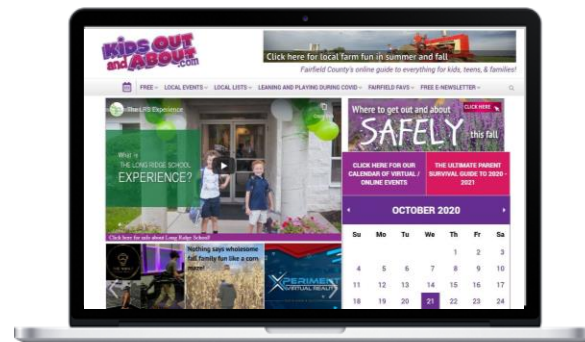 KIDS OUT
and ABOUT
.com
Click here for local farm fun in summer and fall
Fairfield County's online guide to everything for kids, teens, & families!
FREE
LOCAL EVENTS
LOCAL LISTS
LEANING AND PLAYING DURING COVID
FAIRFIELD FAVS
FREE E-NEWSLETTER
The LRS Experience
What is
THE LONG RIDGE SCHOOL
EXPERIENCE?
Click here for info about Long Ridge School!
Where to get out and about
CLICK HERE
SAFELY
this fall
CLICK HERE FOR OUR
CALENDAR OF VIRTUAL /
ONLINE EVENTS
THE ULTIMATE PARENT
SURVIVAL GUIDE TO 2020 -
2021
OCTOBER 2020
Su Mo Tu We Th Fr Sa
1 2 3
4 5 6 7 8 9 10
11 12 13 14 15 16 17
18 19 20 21 22 23 24
Nothing says wholesome
fall family fun like a corn
maze!
XPERIMENT
VIRTUAL REALITY